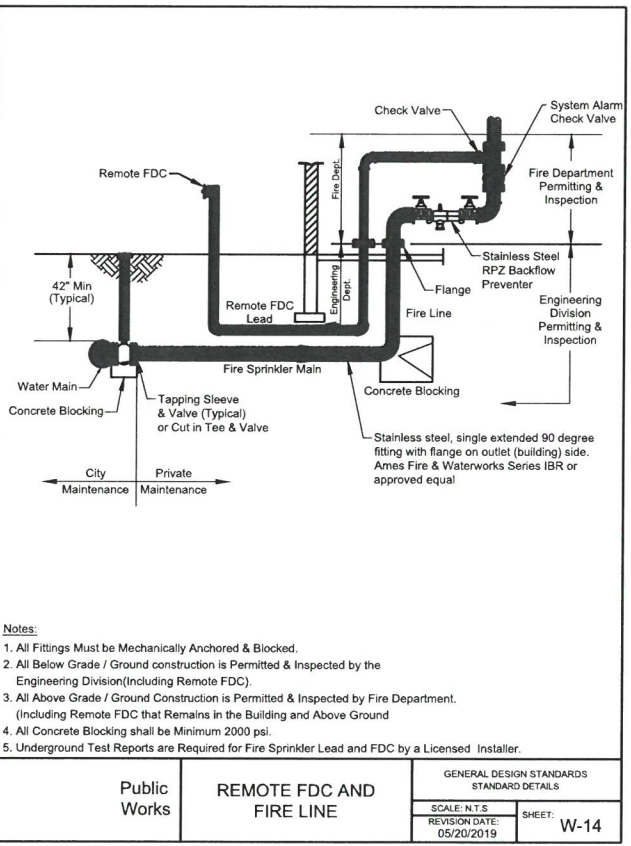 Check Valve
System Alarm
Check Valve
Remote FDC
Fire Dept.
Fire Department
Permitting &
Inspection
Stainless Steel
RPZ Backflow
Preventer
42" Min
(Typical)
Engineering
Dept.
Flange
Remote FDC
Lead
Fire Line
Engineering
Division
Permitting &
Inspection
Fire Sprinkler Main
Water Main
Concrete Blocking
Concrete Blocking
Tapping Sleeve
& Valve (Typical)
or Cut in Tee & Valve
Stainless steel, single extended 90 degree
fitting with flange on outlet (building) side.
Ames Fire & Waterworks Series IBR or
approved equal
City
Maintenance
Private
Maintenance
Notes:
1. All Fittings Must be Mechanically Anchored & Blocked.
2. All Below Grade / Ground construction is Permitted & Inspected by the
Engineering Division(Including Remote FDC).
3. All Above Grade / Ground Construction is Permitted & Inspected by Fire Department.
(Including Remote FDC that Remains in the Building and Above Ground
4. All Concrete Blocking shall be Minimum 2000 psi.
5. Underground Test Reports are Required for Fire Sprinkler Lead and FDC by a Licensed Installer.
Public
Works
REMOTE FDC AND
FIRE LINE
GENERAL DESIGN STANDARDS
STANDARD DETAILS
SCALE: N.T.S
REVISION DATE:
05/20/2019
SHEET:
W-14